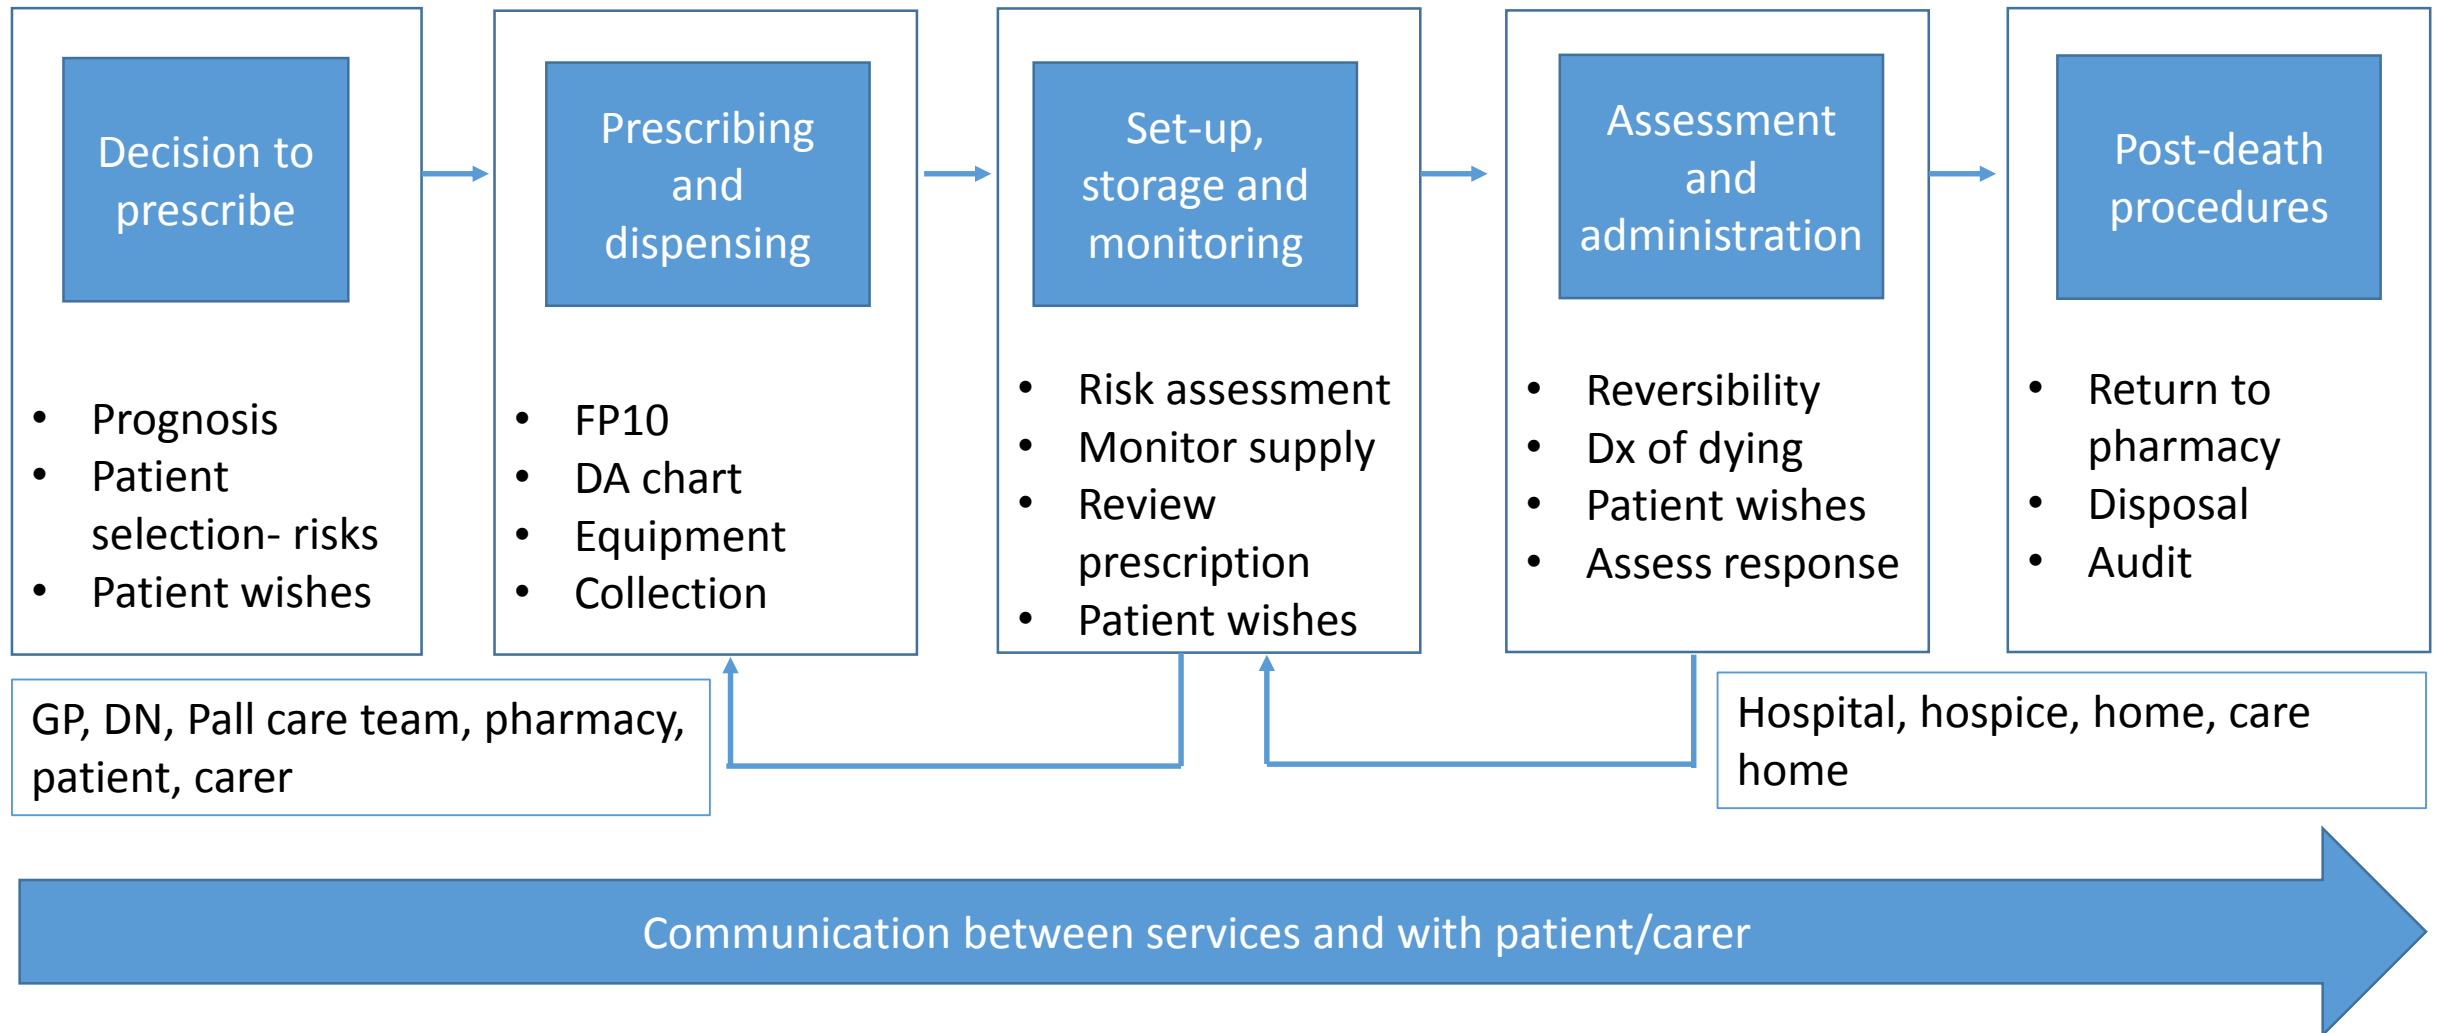 Decision to
prescribe
• Prognosis
• Patient
selection- risks
• Patient wishes
Prescribing
and
dispensing
• FP10
• DA chart
• Equipment
• Collection
Set-up,
storage and
monitoring
• Risk assessment
• Monitor supply
• Review
prescription
• Patient wishes
Assessment
and
administration
• Reversibility
• Dx of dying
• Patient wishes
• Assess response
Post-death
procedures
• Return to
pharmacy
• Disposal
• Audit
GP, DN, Pall care team, pharmacy,
patient, carer
Hospital, hospice, home, care
home
Communication between services and with patient/carer